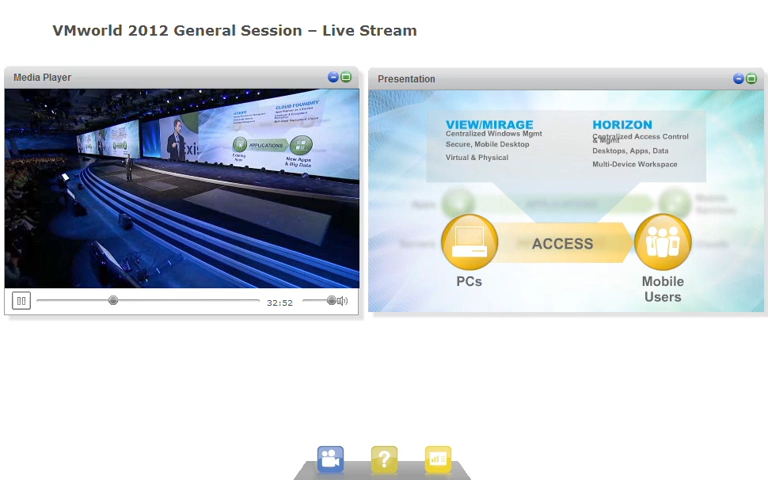 VMworld 2012 General Session – Live Stream
Media Player
CLOUD FOUNDRY
APPLICATIONS
New Apps
& Big Data
32:52
Presentation
VIEW/MIRAGE
Centralized Windows Mgmt
Secure, Mobile Desktop
Virtual & Physical
HORIZON
Centralized Access Control
& Mgmt
Desktops, Apps, Data
Multi-Device Workspace
ACCESS
PCs
Mobile
Users
?